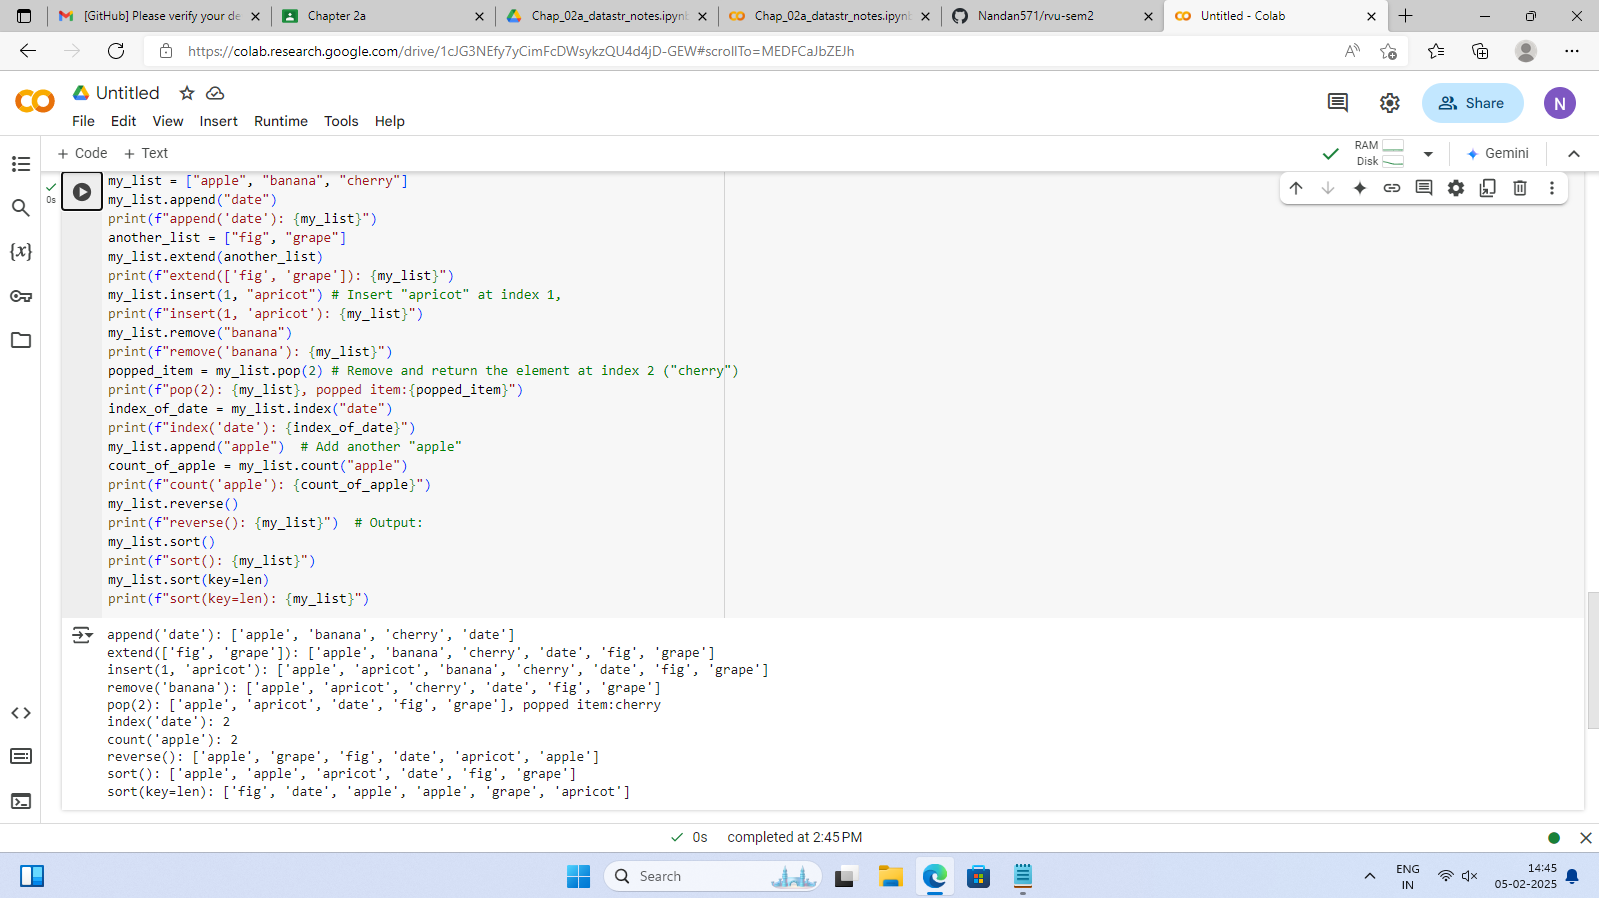 [GitHub] Please verify your de
Chapter 2a
Chap_02a_datastr_notes.ipynb
Chap_02a_datastr_notes.ipynb
Nandan571/rvu-sem2
Untitled - Colab
https://colab.research.google.com/drive/1cJG3NEfy7yCimFcDWsykzQU4d4jD-GEW#scrollTo=MEDFCaJbZEJh
Untitled
File Edit View Insert Runtime Tools Help
Share
N
+ Code + Text
RAM
Disk
Gemini
0s
my_list = ["apple", "banana", "cherry"]
my_list.append("date")
print(f"append('date'): {my_list}")
another_list = ["fig", "grape"]
my_list.extend(another_list)
print(f"extend(['fig', 'grape']): {my_list}")
my_list.insert(1, "apricot") # Insert "apricot" at index 1,
print(f"insert(1, 'apricot'): {my_list}")
my_list.remove("banana")
print(f"remove('banana'): {my_list}")
popped_item = my_list.pop(2) # Remove and return the element at index 2 ("cherry")
print(f"pop(2): {my_list}, popped item:{popped_item}")
index_of_date = my_list.index("date")
print(f"index('date'): {index_of_date}")
my_list.append("apple")  # Add another "apple"
count_of_apple = my_list.count("apple")
print(f"count('apple'): {count_of_apple}")
my_list.reverse()
print(f"reverse(): {my_list}")  # Output:
my_list.sort()
print(f"sort(): {my_list}")
my_list.sort(key=len)
print(f"sort(key=len): {my_list}")
append('date'): ['apple', 'banana', 'cherry', 'date']
extend(['fig', 'grape']): ['apple', 'banana', 'cherry', 'date', 'fig', 'grape']
insert(1, 'apricot'): ['apple', 'apricot', 'banana', 'cherry', 'date', 'fig', 'grape']
remove('banana'): ['apple', 'apricot', 'cherry', 'date', 'fig', 'grape']
pop(2): ['apple', 'apricot', 'date', 'fig', 'grape'], popped item:cherry
index('date'): 2
count('apple'): 2
reverse(): ['apple', 'grape', 'fig', 'date', 'apricot', 'apple']
sort(): ['apple', 'apple', 'apricot', 'date', 'fig', 'grape']
sort(key=len): ['fig', 'date', 'apple', 'apple', 'grape', 'apricot']
0s completed at 2:45 PM
Search
ENG
IN
14:45
05-02-2025